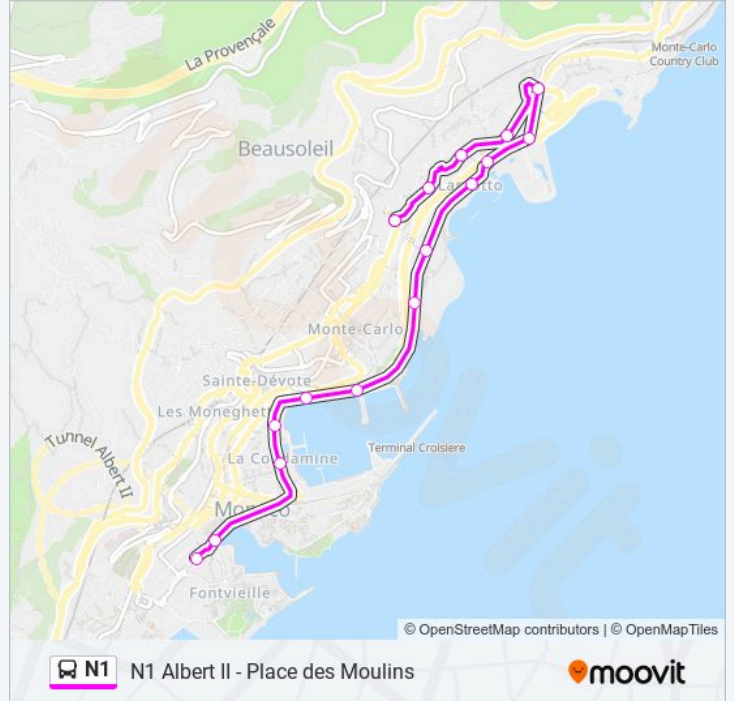 La Provençale
Monte-Carlo
Country Club
Beausoleil
Larvotto
Monte-Carlo
Sainte-Dévote
Les Moneghetti
Tunnel Albert II
La Condamine
Terminal Croisiere
Monaco
Fontvieille
© OpenStreetMap contributors | © OpenMapTiles
N1 N1 Albert II - Place des Moulins
moovit